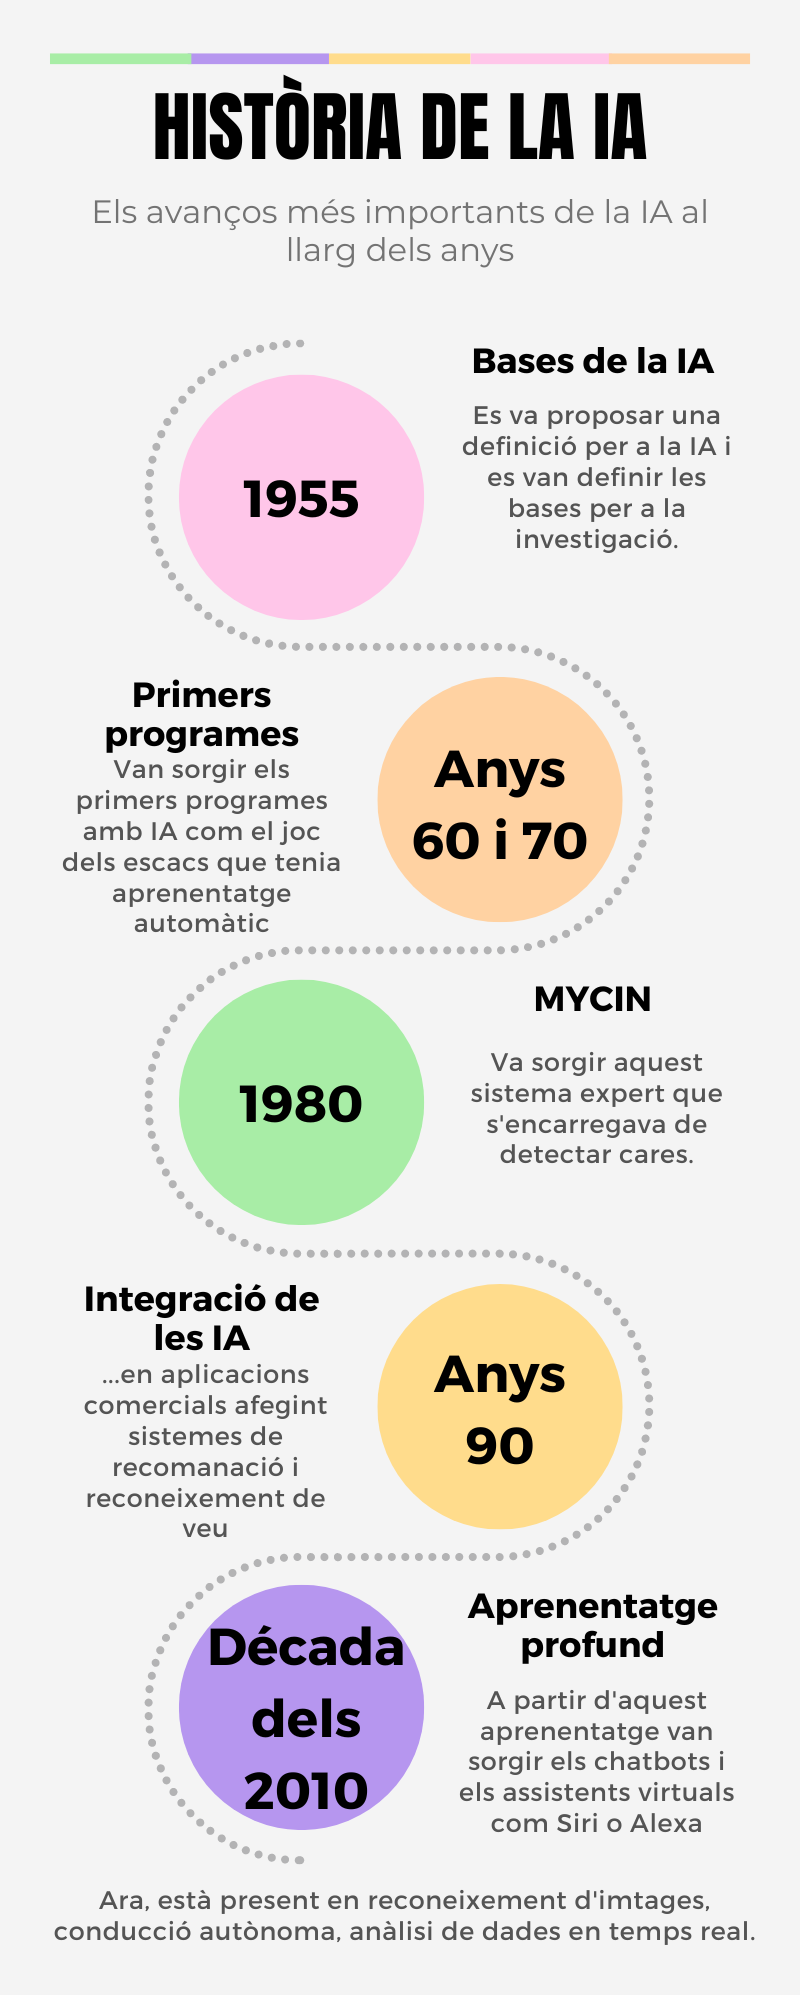 HISTÒRIA DE LA IA
Els avanços més importants de la IA al
llarg dels anys
Bases de la IA
Es va proposar una
definició per a la IA i
es van definir les
bases per a la
investigació.
1955
Primers
programes
Van sorgir els
primers programes
amb IA com el joc
dels escacs que tenia
aprenentatge
automàtic
Anys
60 i 70
MYCIN
Va sorgir aquest
sistema expert que
s'encarregava de
detectar cares.
1980
Integració de
les IA
...en aplicacions
comercials afegint
sistemes de
recomanació i
reconeixement de
veu
Anys
90
Aprenentatge
profund
A partir d'aquest
aprenentatge van
sorgir els chatbots i
els assistents virtuals
com Siri o Alexa
Década
dels
2010
Ara, està present en reconeixement d'imtages,
conducció autònoma, anàlisi de dades en temps real.